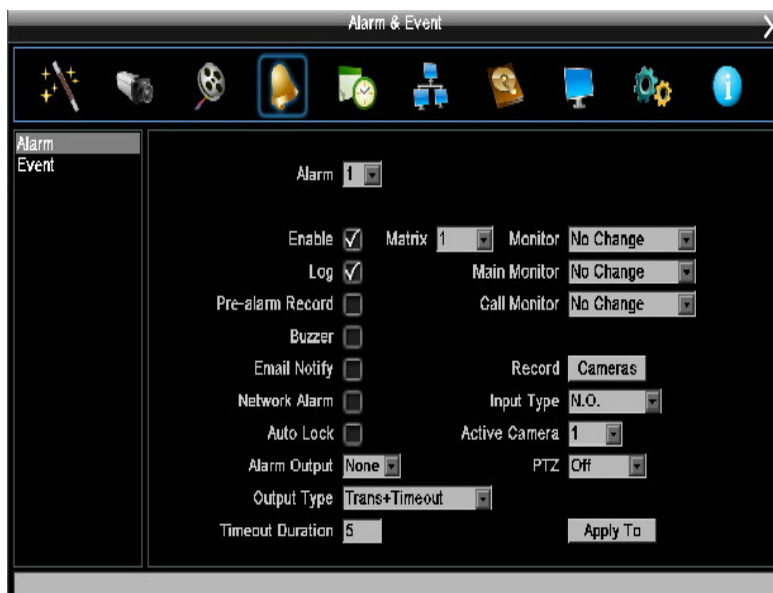 Alarm & Event
Alarm
Event
Alarm 1
Enable Matrix 1 Monitor No Change
Log Main Monitor No Change
Pre-alarm Record Call Monitor No Change
Buzzer
Email Notify Record Cameras
Network Alarm Input Type N.O.
Auto Lock Active Camera 1
Alarm Output None PTZ Off
Output Type Trans+Timeout
Timeout Duration 5 Apply To